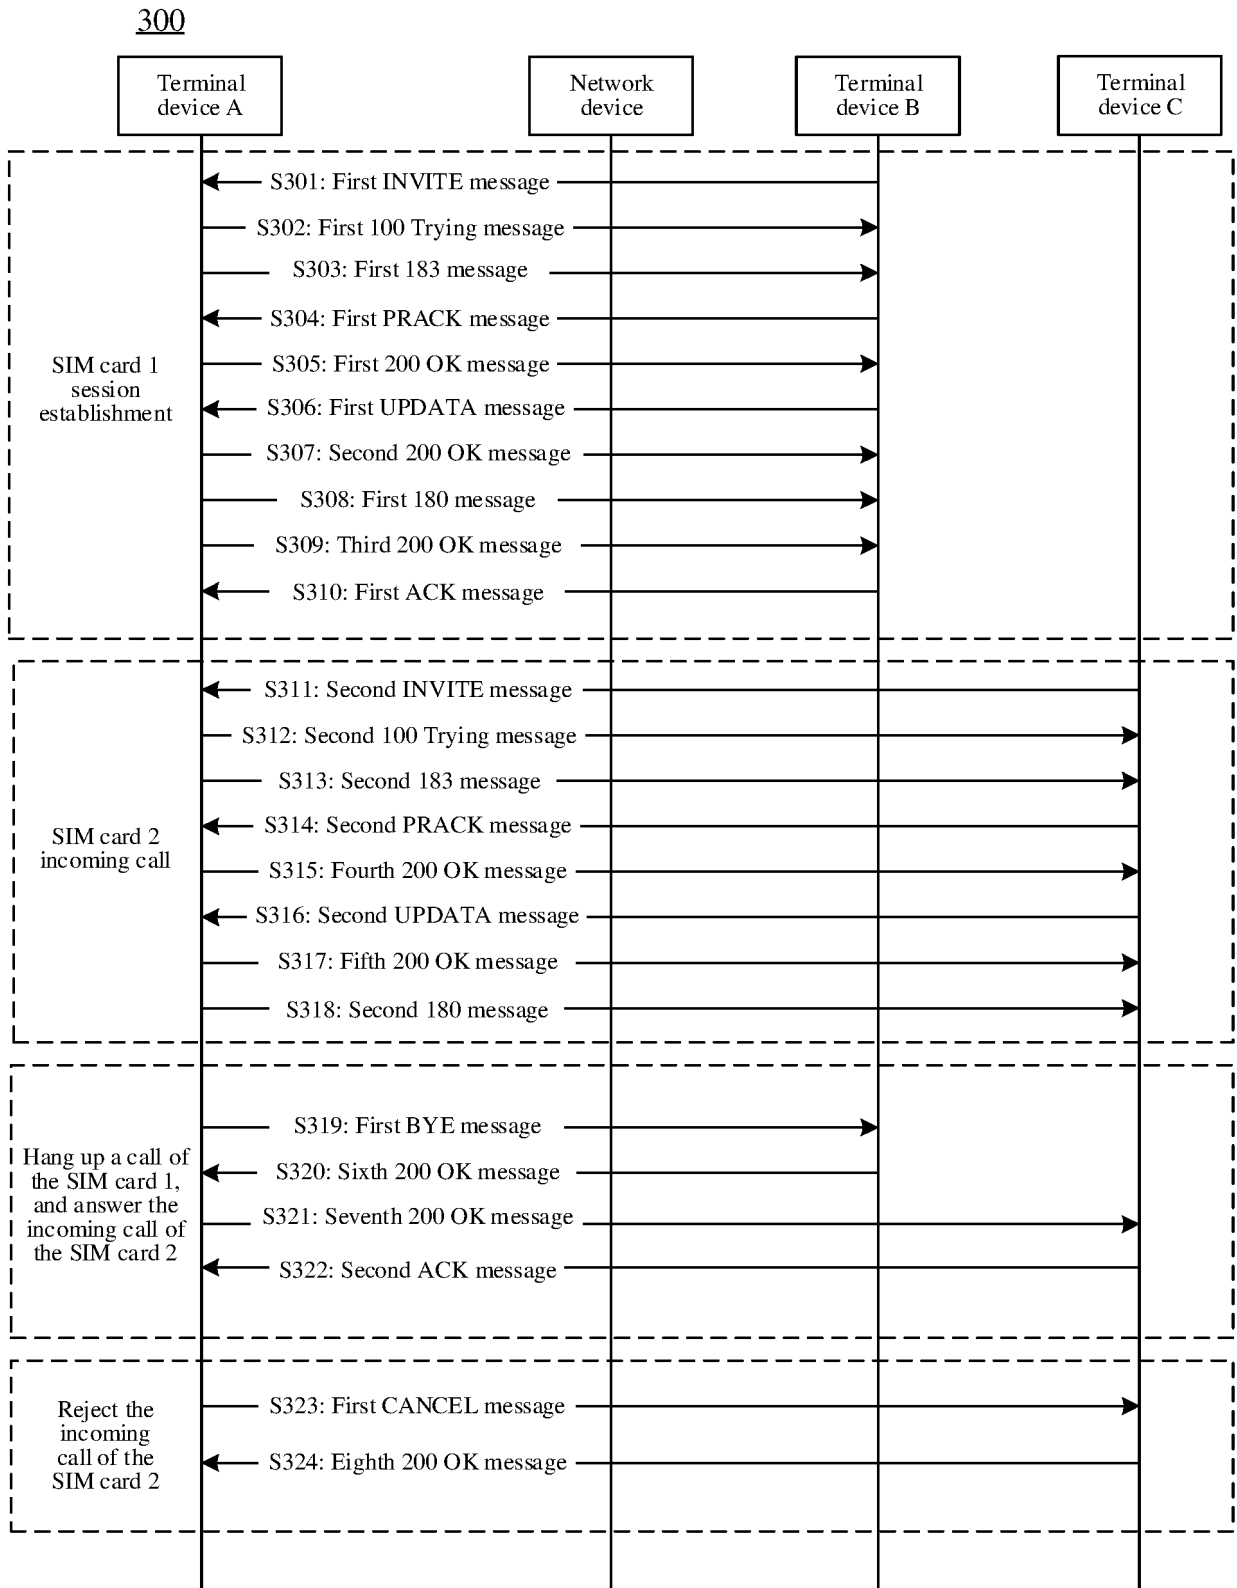 300
Terminal
device A
Network
device
Terminal
device B
Terminal
device C
SIM card 1
session
establishment
S301: First INVITE message
S302: First 100 Trying message
S303: First 183 message
S304: First PRACK message
S305: First 200 OK message
S306: First UPDATA message
S307: Second 200 OK message
S308: First 180 message
S309: Third 200 OK message
S310: First ACK message
SIM card 2
incoming call
S311: Second INVITE message
S312: Second 100 Trying message
S313: Second 183 message
S314: Second PRACK message
S315: Fourth 200 OK message
S316: Second UPDATA message
S317: Fifth 200 OK message
S318: Second 180 message
Hang up a call of
the SIM card 1,
and answer the
incoming call of
the SIM card 2
S319: First BYE message
S320: Sixth 200 OK message
S321: Seventh 200 OK message
S322: Second ACK message
Reject the
incoming
call of the
SIM card 2
S323: First CANCEL message
S324: Eighth 200 OK message